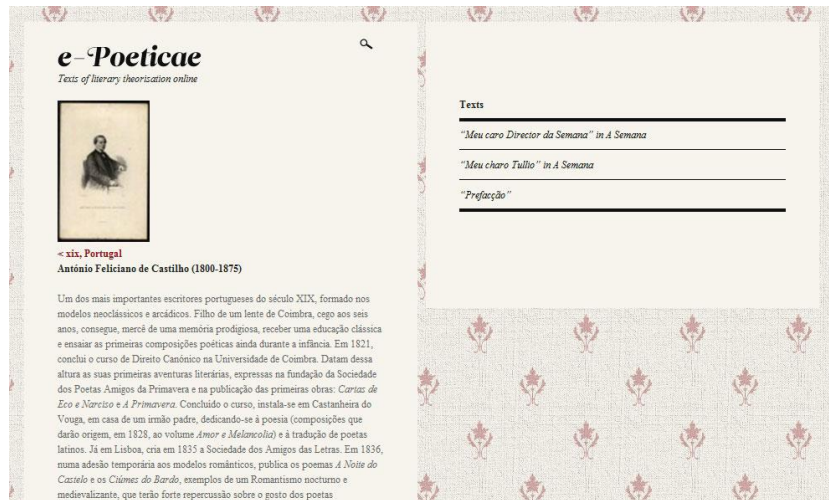 e-Poeticae
Texts of literary theorisation online
< xix, Portugal
António Feliciano de Castilho (1800-1875)
Um dos mais importantes escritores portugueses do século XIX, formado nos
modelos neoclássicos e arcádicos. Filho de um lente de Coimbra, cego aos seis
anos, consegue, mercê de uma memória prodigiosa, receber uma educação clássica
e ensaiar as primeiras composições poéticas ainda durante a infância. Em 1821,
conclui o curso de Direito Canónico na Universidade de Coimbra. Datam dessa
altura as suas primeiras aventuras literárias, expressas na fundação da Sociedade
dos Poetas Amigos da Primavera e na publicação das primeiras obras: Cartas de
Eco e Narciso e A Primavera. Concluído o curso, instala-se em Castanheira do
Vouga, em casa de um irmão padre, dedicando-se à poesia (composições que
darão origem, em 1828, ao volume Amor e Melancolia) e à tradução de poetas
latinos. Já em Lisboa, cria em 1835 a Sociedade dos Amigos das Letras. Em 1836,
numa adesão temporária aos modelos românticos, publica os poemas A Noite do
Castelo e os Ciúmes do Bardo, exemplos de um Romantismo nocturno e
medievalizante, que terão forte repercussão sobre o gosto dos poetas
Texts
“Meu caro Director da Semana” in A Semana
“Meu charo Tullio” in A Semana
“Prefacção”